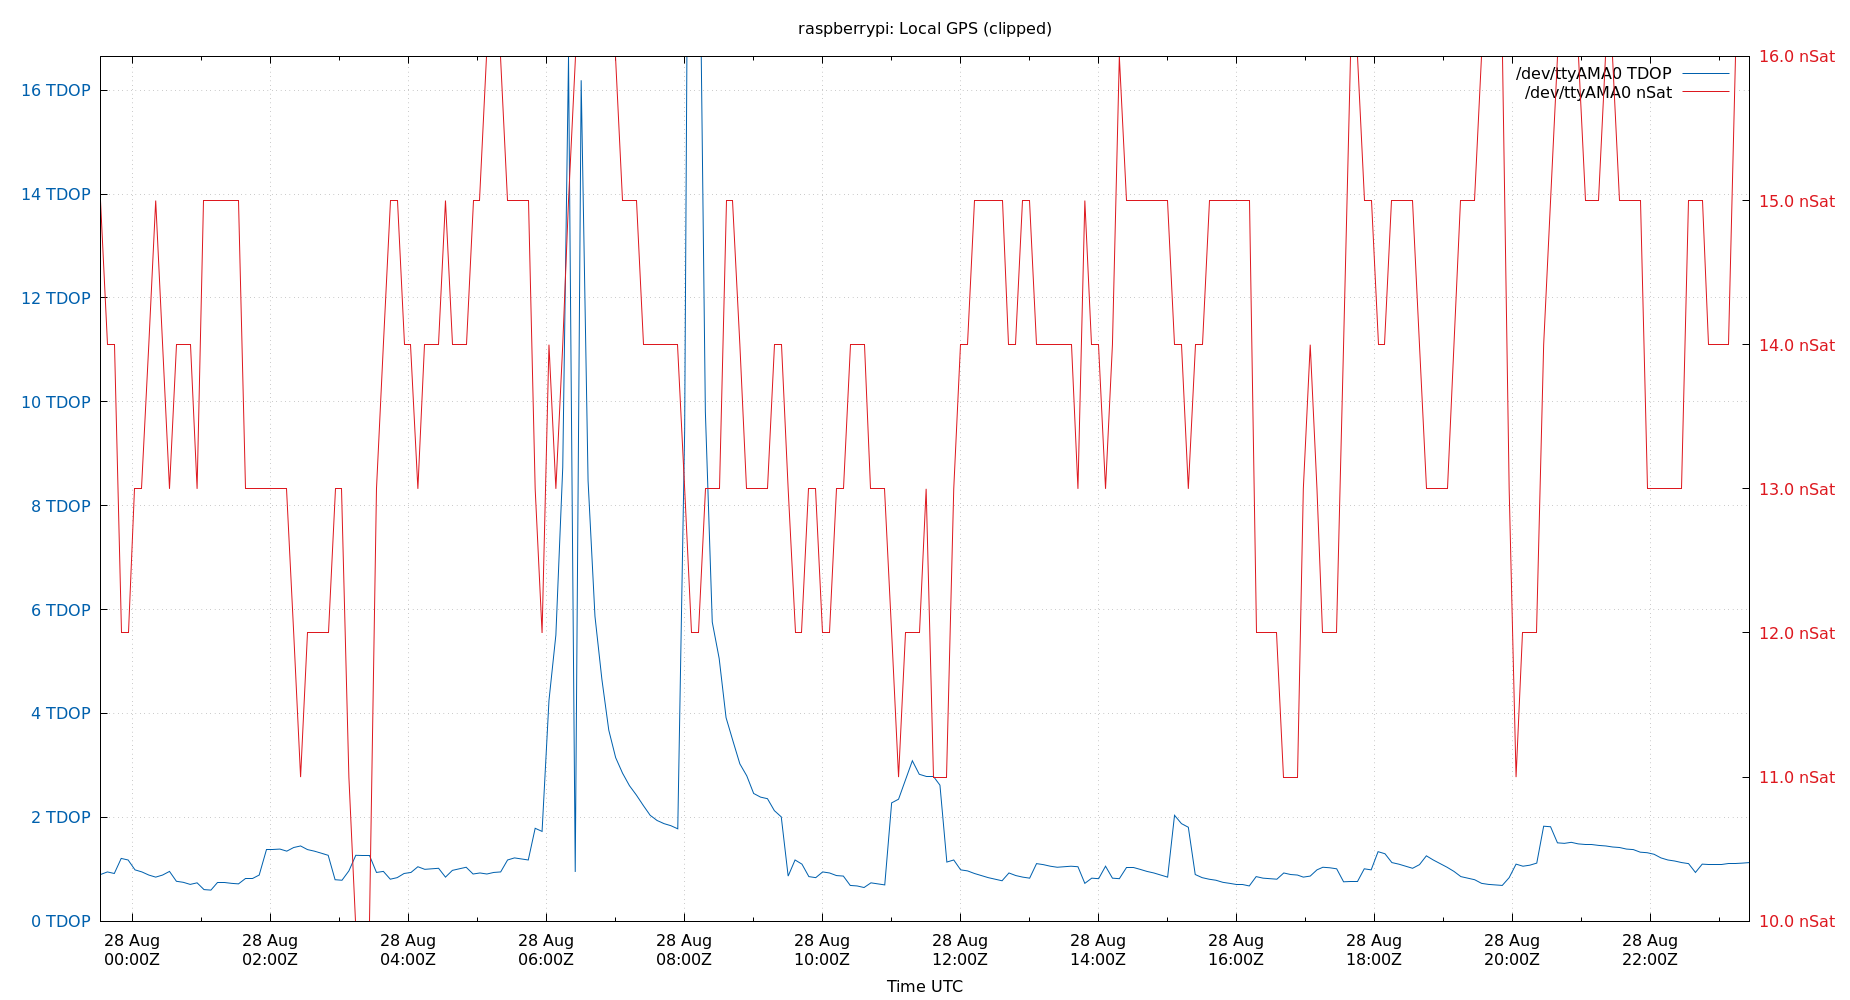 raspberrypi: Local GPS (clipped)
16 TDOP
14 TDOP
12 TDOP
10 TDOP
8 TDOP
6 TDOP
4 TDOP
2 TDOP
0 TDOP
16.0 nSat
15.0 nSat
14.0 nSat
13.0 nSat
12.0 nSat
11.0 nSat
10.0 nSat
/dev/ttyAMA0 TDOP
/dev/ttyAMA0 nSat
28 Aug
00:00Z
28 Aug
02:00Z
28 Aug
04:00Z
28 Aug
06:00Z
28 Aug
08:00Z
28 Aug
10:00Z
28 Aug
12:00Z
28 Aug
14:00Z
28 Aug
16:00Z
28 Aug
18:00Z
28 Aug
20:00Z
28 Aug
22:00Z
Time UTC